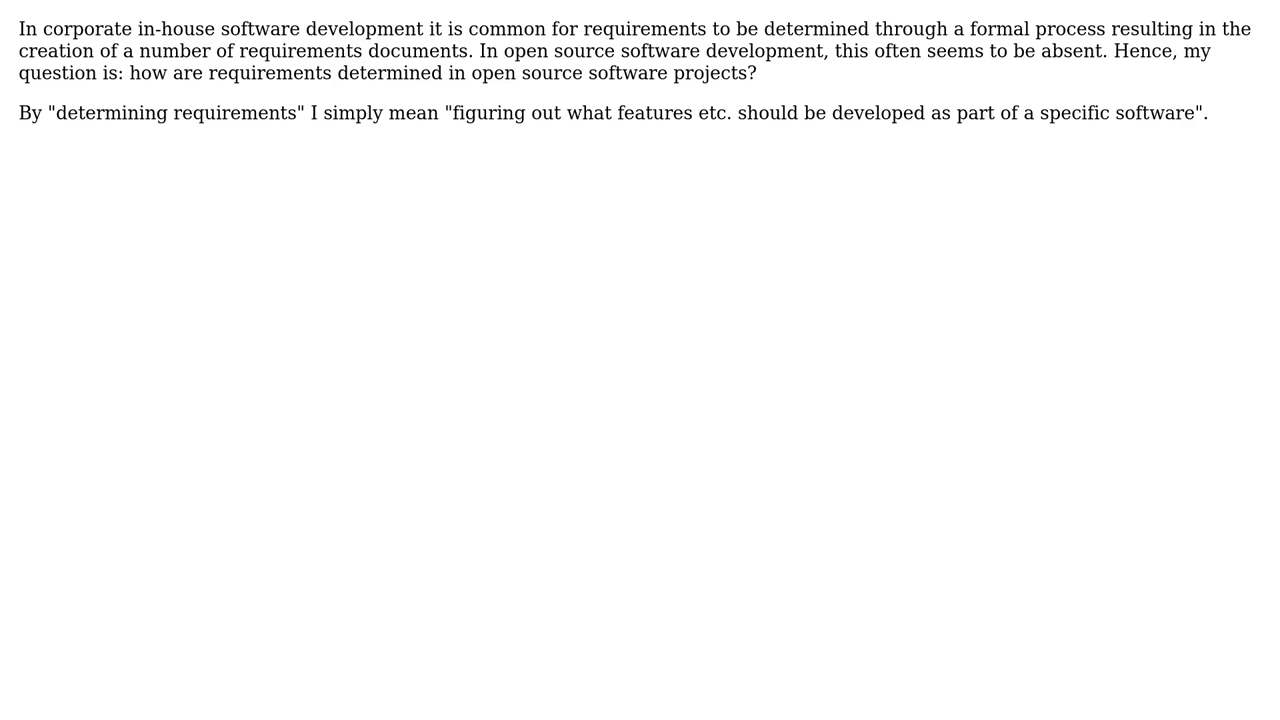 In corporate in-house software development it is common for requirements to be determined through a formal process resulting in the
creation of a number of requirements documents. In open source software development, this often seems to be absent. Hence, my
question is: how are requirements determined in open source software projects?
By "determining requirements" I simply mean "figuring out what features etc. should be developed as part of a specific software".